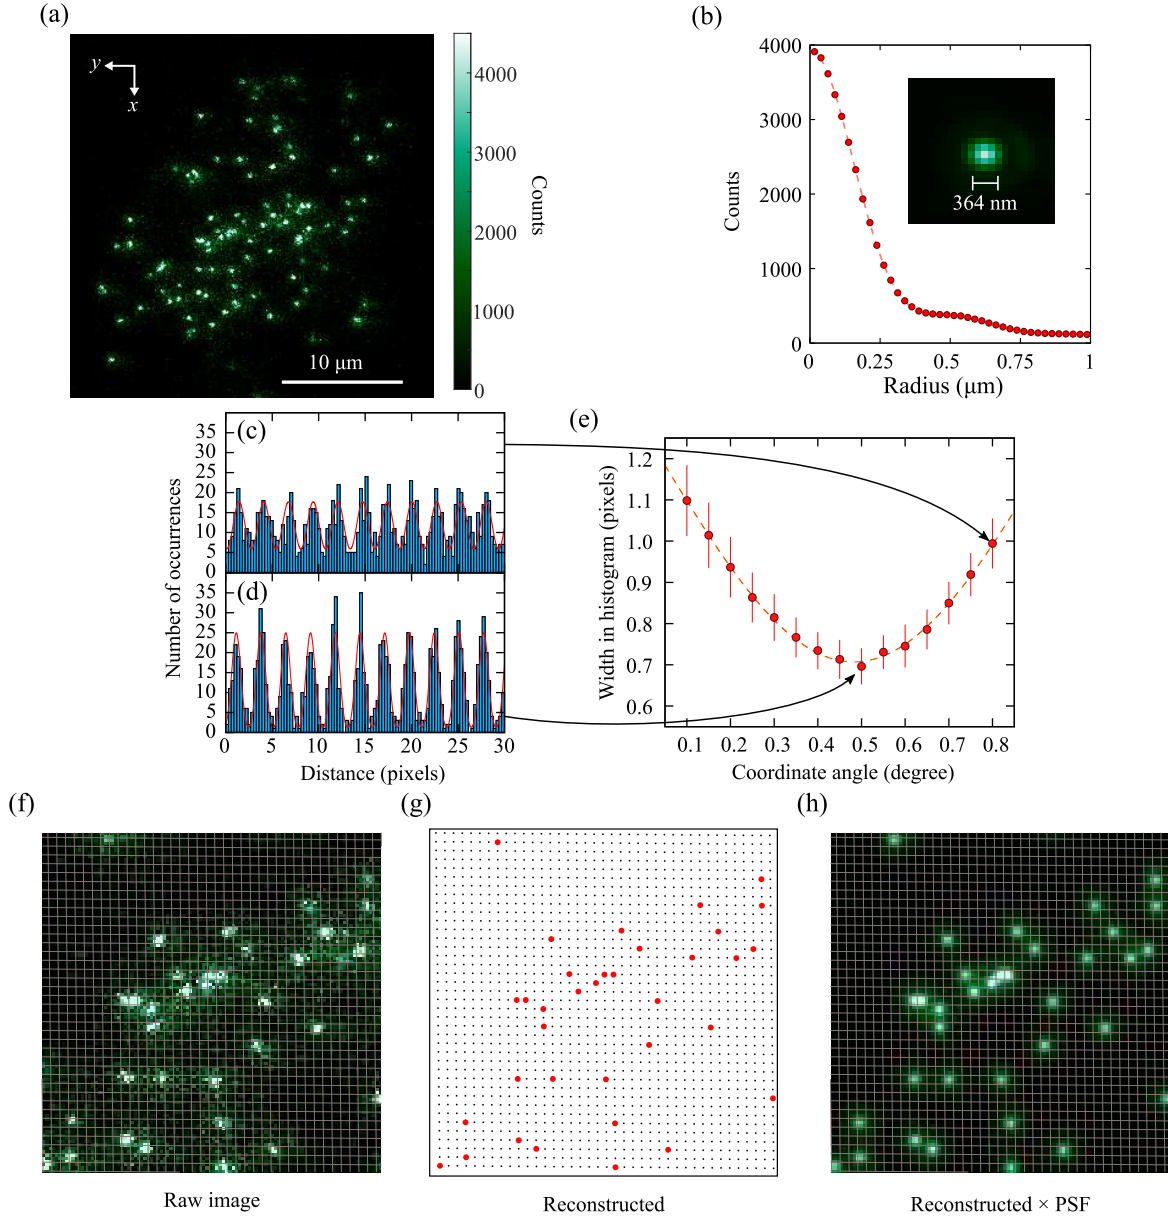 (a)
y
x
10 μm
4000
3000
2000
1000
0
Counts
(b)
4000
3000
2000
1000
0
Counts
364 nm
0
0.25
0.5
0.75
1
Radius (μm)
(c)
35
30
25
20
15
10
5
0
(d)
35
30
25
20
15
10
5
0
Number of occurrences
0
5
10
15
20
25
30
Distance (pixels)
(e)
1.2
1.1
1.0
0.9
0.8
0.7
0.6
Width in histogram (pixels)
0.1
0.2
0.3
0.4
0.5
0.6
0.7
0.8
Coordinate angle (degree)
(f)
Raw image
(g)
Reconstructed
(h)
Reconstructed × PSF